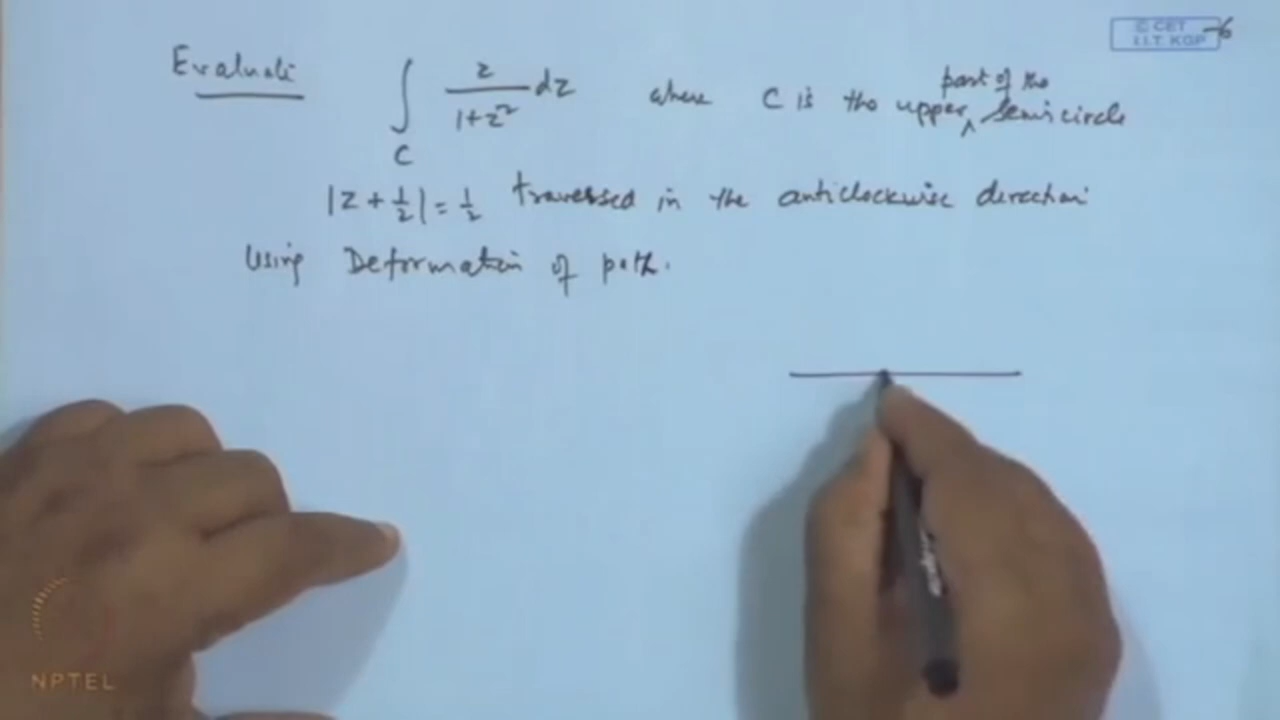 © CET
I.I.T. KGP
Evaluate ∫_C z/(1+z²) dz where C is the upper part of the semicircle
|z + 1/2| = 1/2 traversed in the anticlockwise direction
Using Deformation of path.
NPTEL